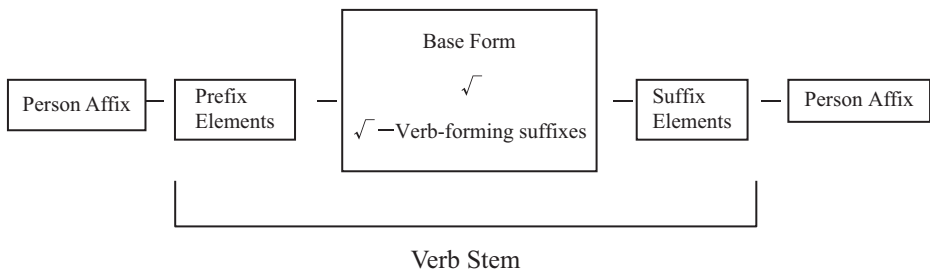 Base Form
√
√ —Verb-forming suffixes
Person Affix
Prefix
Elements
Suffix
Elements
Person Affix
Verb Stem